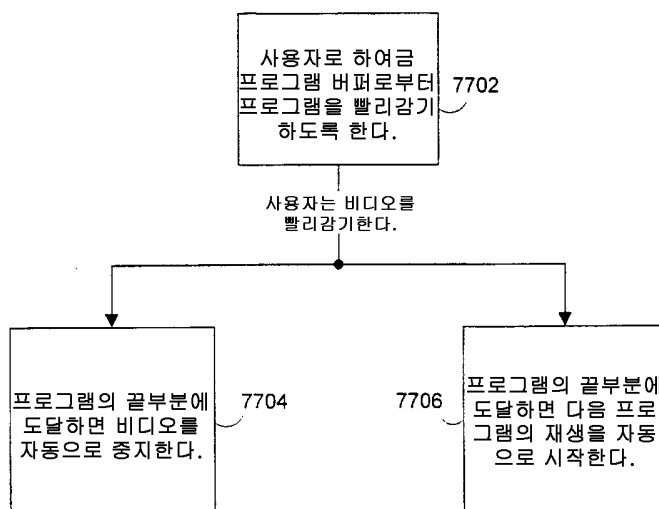 사용자로 하여금
프로그램 버퍼로부터
프로그램을 빨리감기
하도록 한다.
7702
사용자는 비디오를
빨리감기한다.
프로그램의 끝부분에
도달하면 비디오를
자동으로 중지한다.
7704
7706
프로그램의 끝부분에
도달하면 다음 프로
그램의 재생을 자동
으로 시작한다.